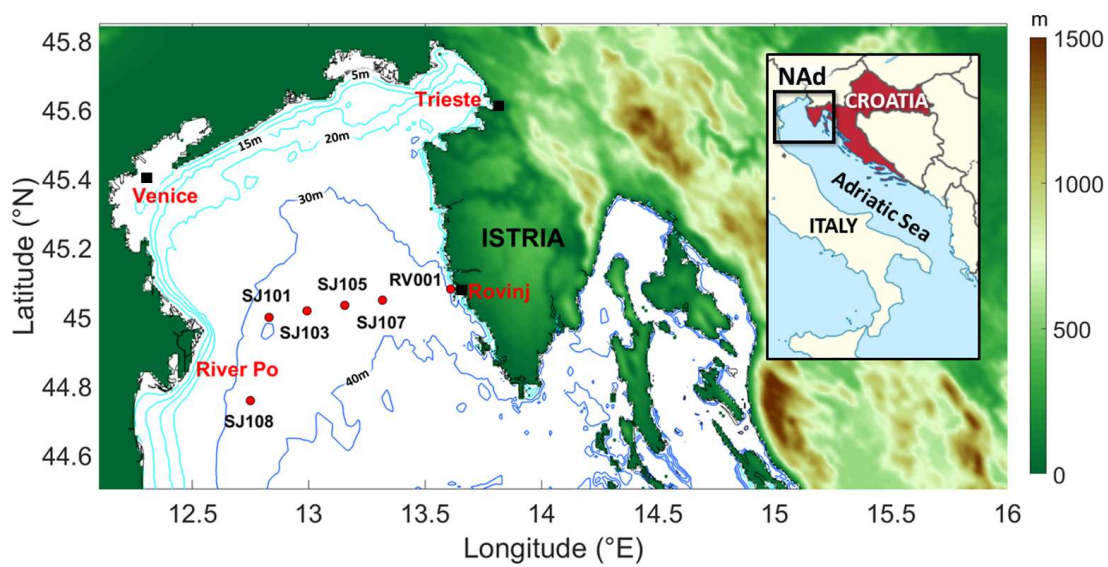 m
45.8
45.6
45.4
45.2
45
44.8
44.6
Latitude (°N)
5m
15m
20m
30m
40m
Trieste
Venice
ISTRIA
Rovinj
River Po
SJ101
SJ103
SJ105
SJ107
RV001
SJ108
NAd
CROATIA
Adriatic Sea
ITALY
1500
1000
500
0
12.5
13
13.5
14
14.5
15
15.5
16
Longitude (°E)